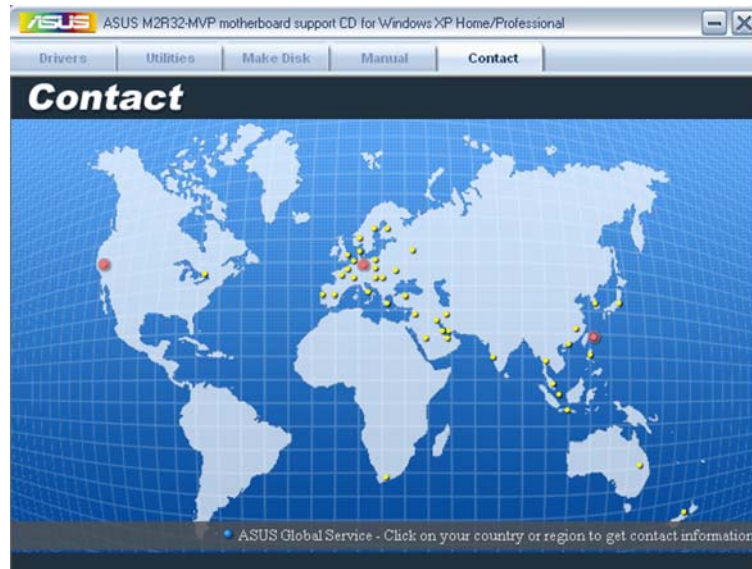 ASUS ASUS M2R32-MVP motherboard support CD for Windows XP Home/Professional
Drivers Utilities Make Disk Manual Contact
Contact
ASUS Global Service - Click on your country or region to get contact information